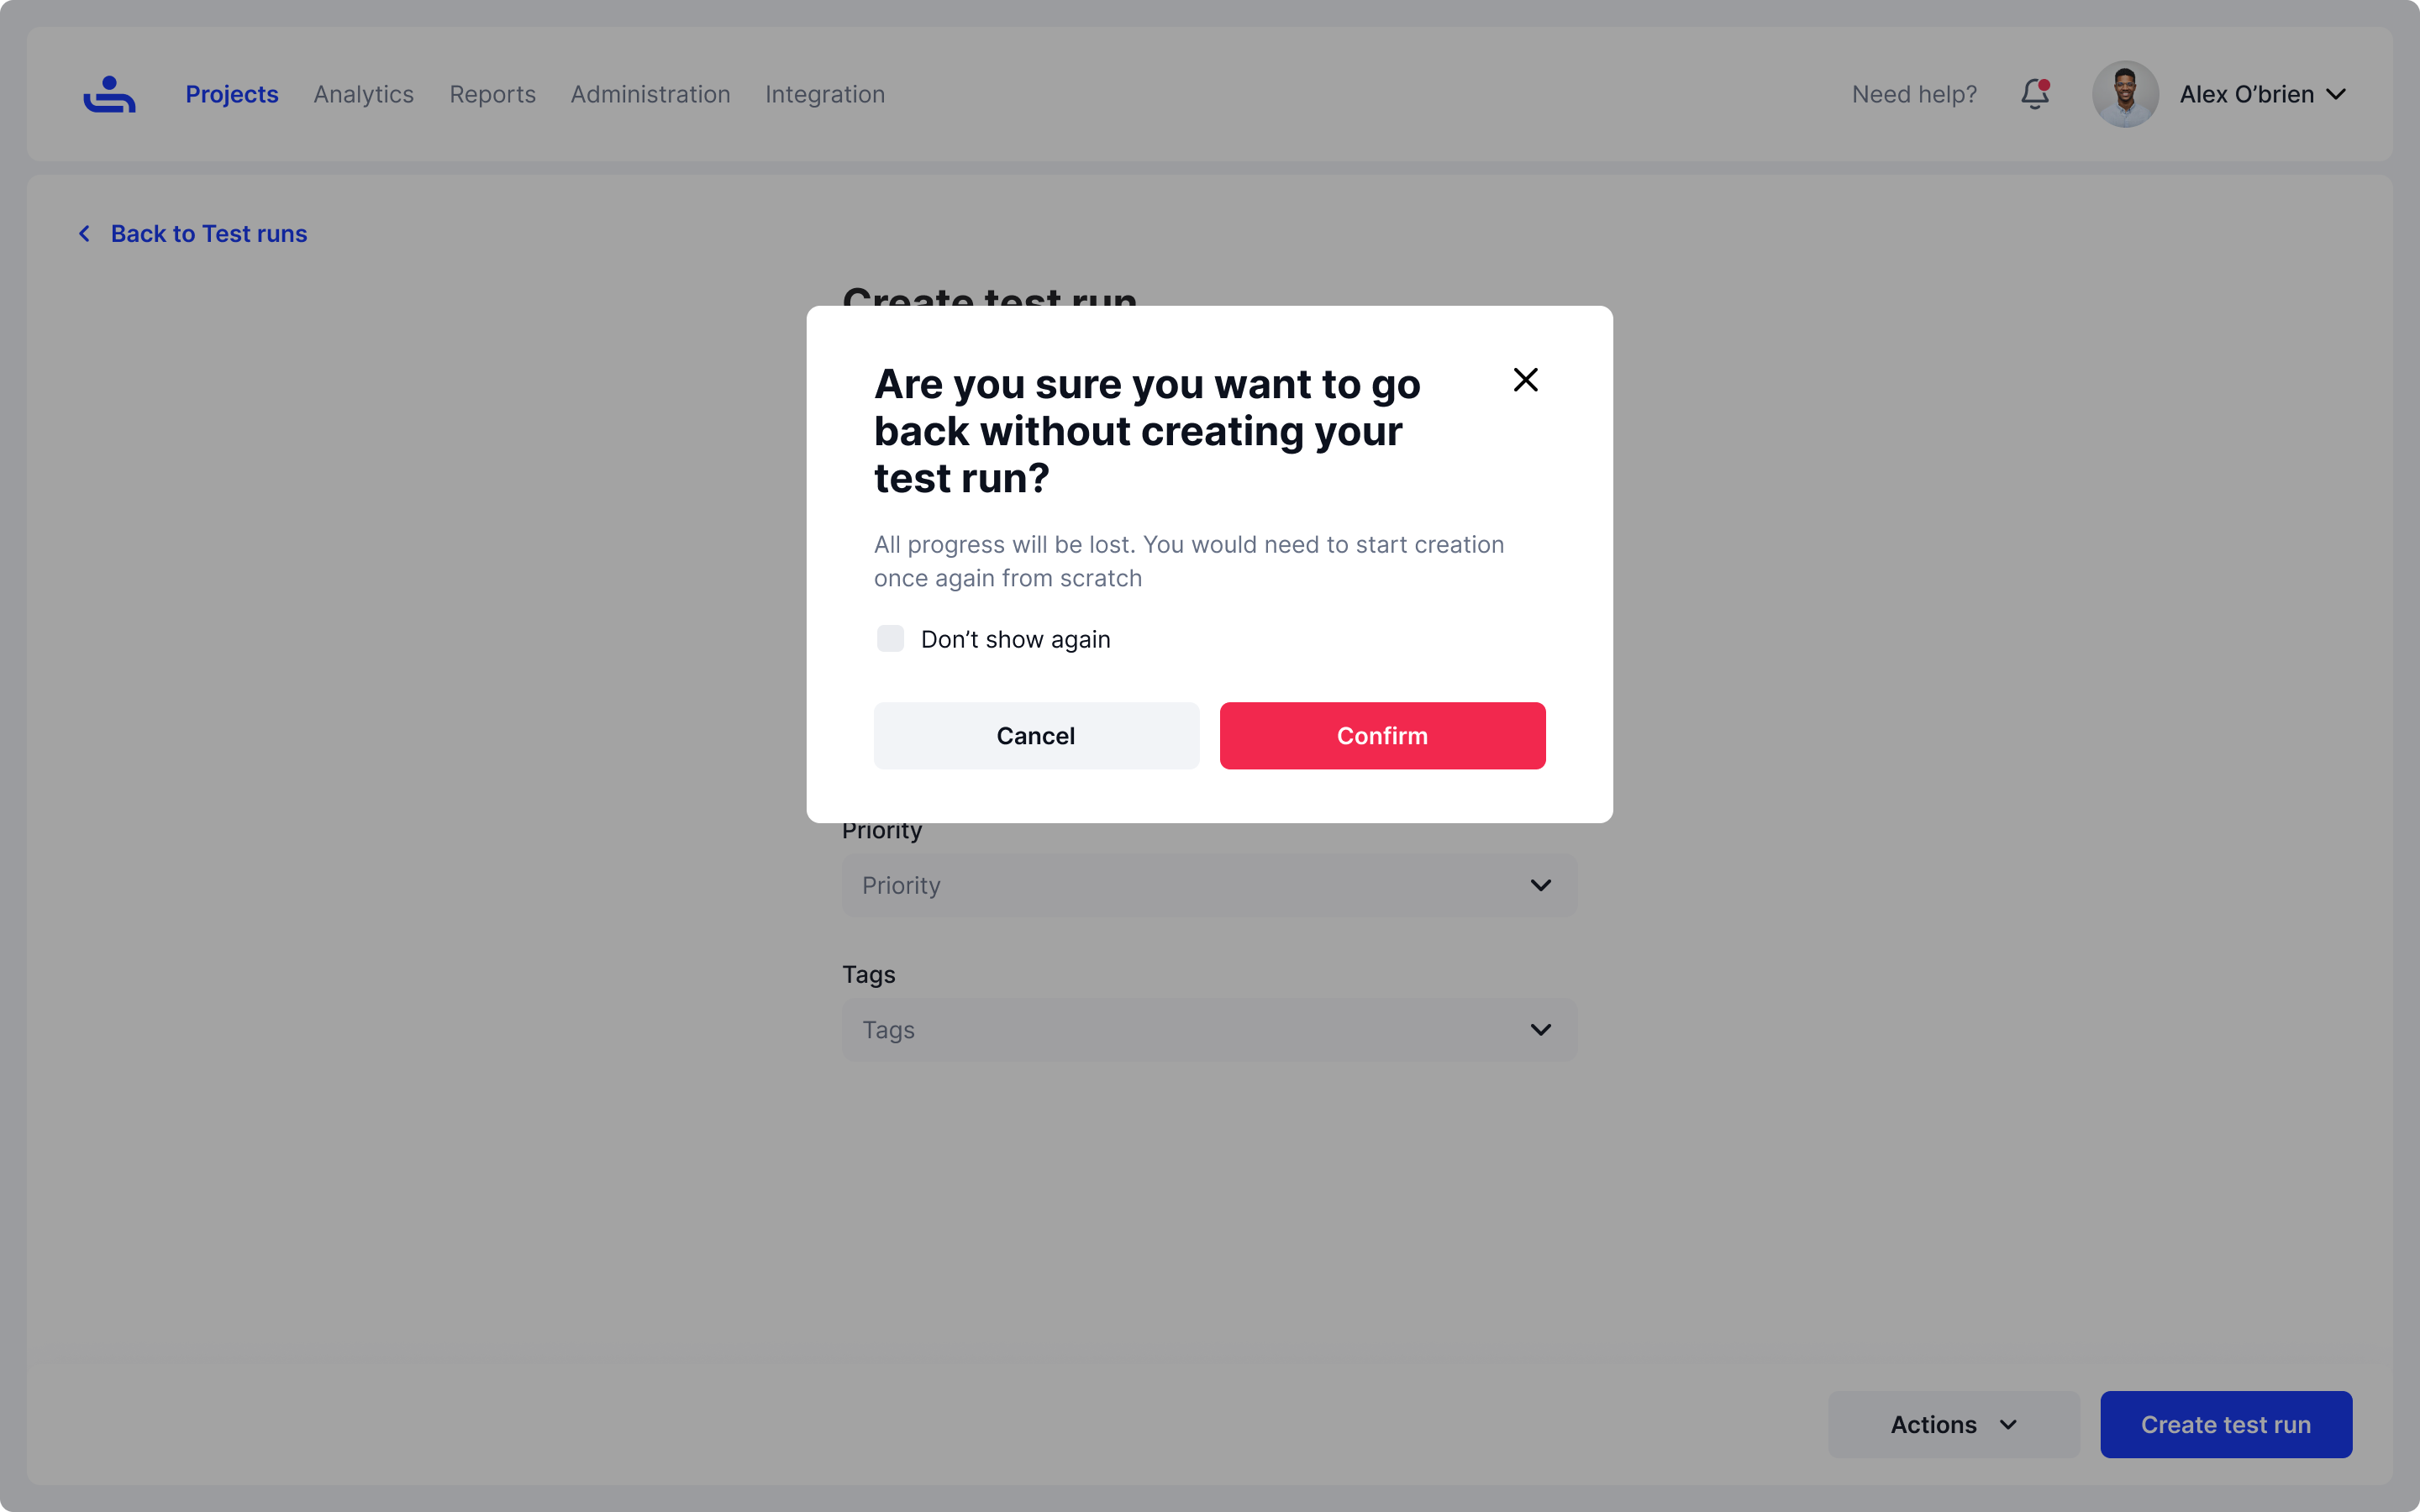 Projects Analytics Reports Administration Integration Need help? Alex O’brien
Back to Test runs
Create test run
Are you sure you want to go
back without creating your
test run?
All progress will be lost. You would need to start creation
once again from scratch
Don’t show again
Cancel Confirm
Priority
Priority
Tags
Tags
Actions Create test run